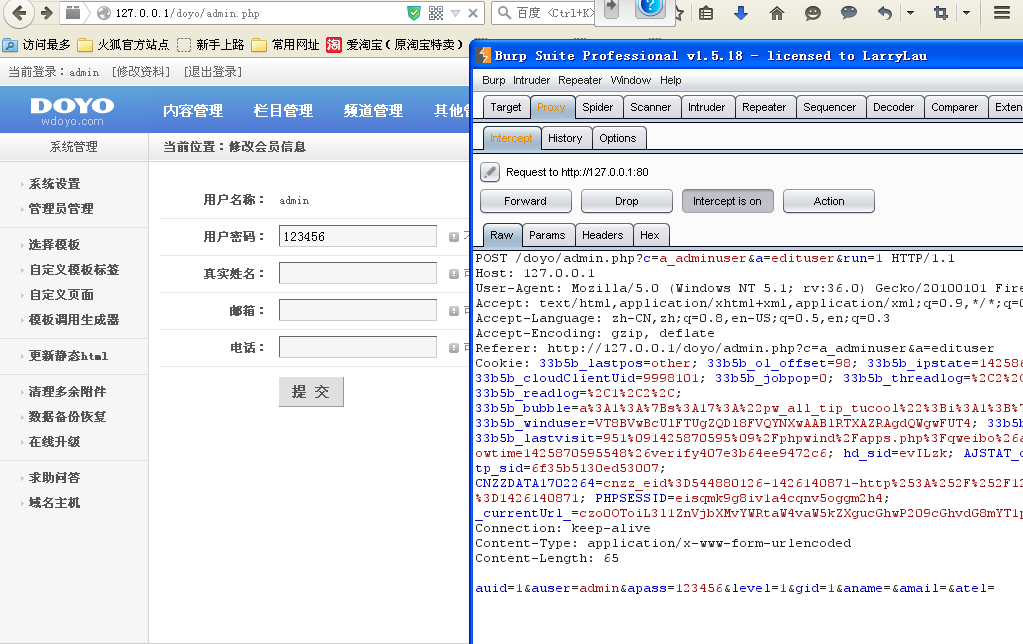 127.0.0.1/doyo/admin.php
百度 <Ctrl+K>
访问最多 火狐官方站点 新手上路 常用网址 淘 爱淘宝（原淘宝特卖）
当前登录：admin [修改资料] [退出登录]
DOYO
wdoyo.com
内容管理 栏目管理 频道管理 其他管
系统管理
当前位置：修改会员信息
系统设置
管理员管理
选择模板
自定义模板标签
自定义页面
模板调用生成器
更新静态html
清理多余附件
数据备份恢复
在线升级
求助问答
域名主机
用户名称： admin
用户密码： 123456
真实姓名：
邮箱：
电话：
提 交
Burp Suite Professional v1.5.18 - licensed to LarryLau
Burp Intruder Repeater Window Help
Target Proxy Spider Scanner Intruder Repeater Sequencer Decoder Comparer Exten
Intercept History Options
Request to http://127.0.0.1:80
Forward Drop Intercept is on Action
Raw Params Headers Hex
POST /doyo/admin.php?c=a_adminuser&a=edituser&run=1 HTTP/1.1
Host: 127.0.0.1
User-Agent: Mozilla/5.0 (Windows NT 5.1; rv:36.0) Gecko/20100101 Fire
Accept: text/html,application/xhtml+xml,application/xml;q=0.9,*/*;q=0
Accept-Language: zh-CN,zh;q=0.8,en-US;q=0.5,en;q=0.3
Accept-Encoding: gzip, deflate
Referer: http://127.0.0.1/doyo/admin.php?c=a_adminuser&a=edituser
Cookie: 33b5b_lastpos=other; 33b5b_ol_offset=98; 33b5b_ipstate=142586
33b5b_cloudClientUid=9998101; 33b5b_jobpop=0; 33b5b_threadlog=%2C2%2C
33b5b_readlog=%2C1%2C2%2C;
33b5b_bubble=a%3A1%3A%7Bs%3A17%3A%22pw_all_tip_tucool%22%3Bi%3A1%3B%7
33b5b_winduser=VT8BVwBcU1FTUgZQD18FVQYNXwAAB1RTXAZRAgdQWgwFUT4; 33b5b
33b5b_lastvisit=951%091425870595%09%2Fphpwind%2Fapps.php%3Fqweibo%26a
owtime1425870595548%26verify407e3b64ee9472c6; hd_sid=evILzk; AJSTAT_o
tp_sid=6f35b5130ed53007;
CNZZDATA1702264=cnzz_eid%3D544880126-1426140871-http%253A%252F%252F12
%3D1426140871; PHPSESSID=eisqmk9g8iv1a4cqnv5oggm2h4;
_currentUrl_=czo0OToiL3l1ZnVjbXMvYWRtaW4vaW5kZXgucGhwP209cGhvdG8mYT1p
Connection: keep-alive
Content-Type: application/x-www-form-urlencoded
Content-Length: 65
auid=1&auser=admin&apass=123456&level=1&gid=1&aname=&amail=&atel=